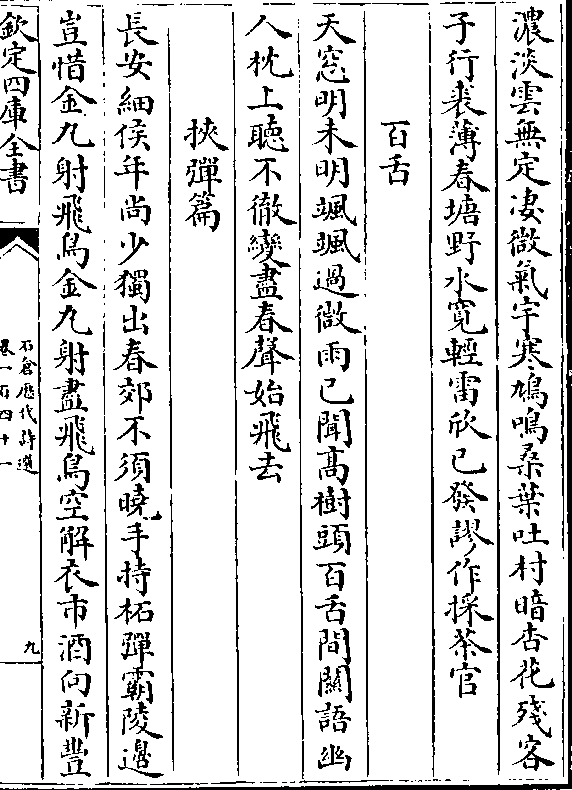 濃淡雲無定凄微氣宇寒鳩鳴桑葉吐村暗杏花殘客
子行裘薄春塘野水寛輕雷欣已發謬作採茶官
百舌
天窓明未明颯颯過微雨已聞髙樹頭百舌間關語幽
人枕上聽不徹變盡春聲始飛去
挾彈篇
長安細侯年尚少獨出春郊不須曉手持柘彈霸陵邊
豈惜金丸射飛鳥金丸射盡飛鳥空解衣市酒向新豐
欽定四庫全書
石倉歴代詩選
卷一百四十一
九